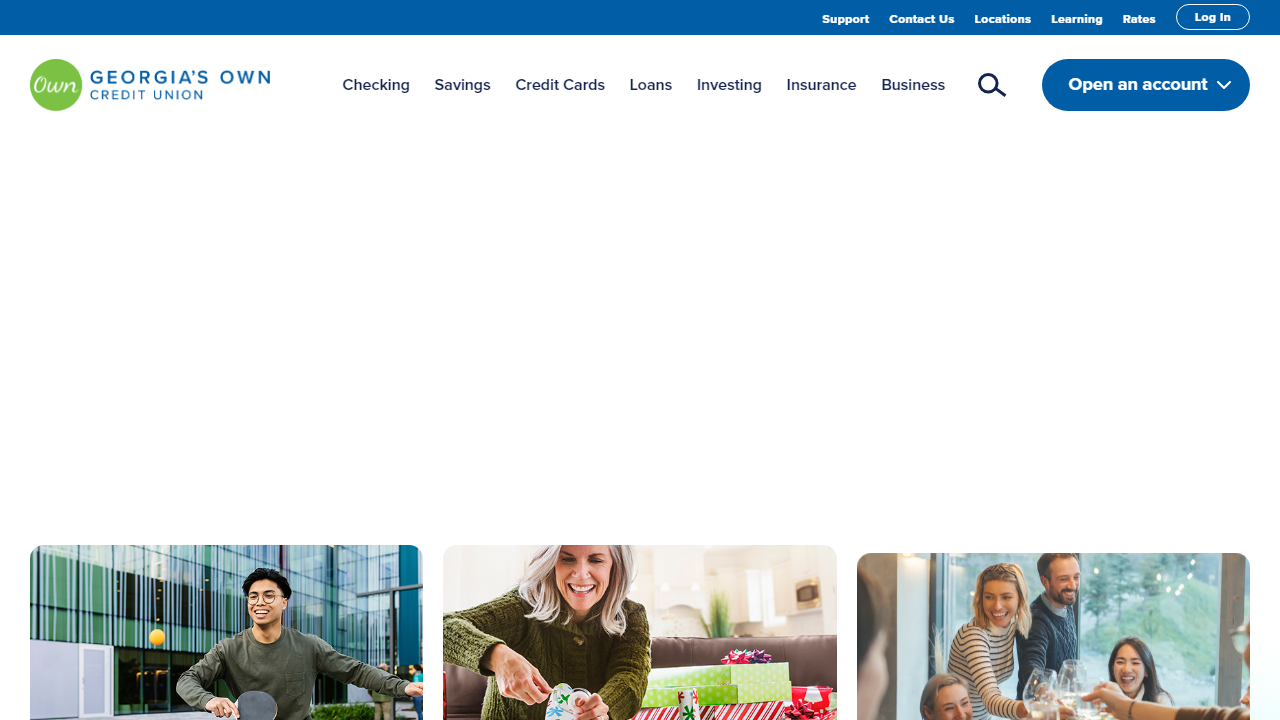 Support Contact Us Locations Learning Rates Log In
Own GEORGIA'S OWN
CREDIT UNION
Checking Savings Credit Cards Loans Investing Insurance Business Open an account